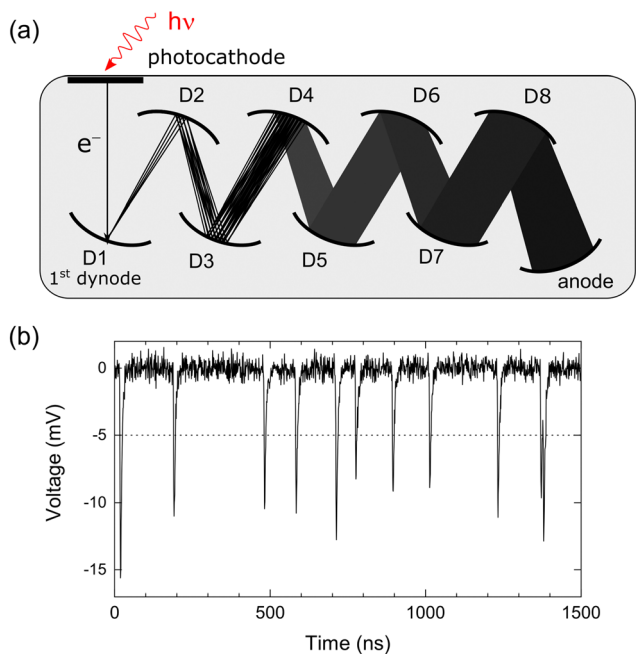 (a)
hν
photocathode
D2
D4
D6
D8
e⁻
D1
D3
D5
D7
1st dynode
anode
(b)
0
-5
-10
-15
Voltage (mV)
0
500
1000
1500
Time (ns)